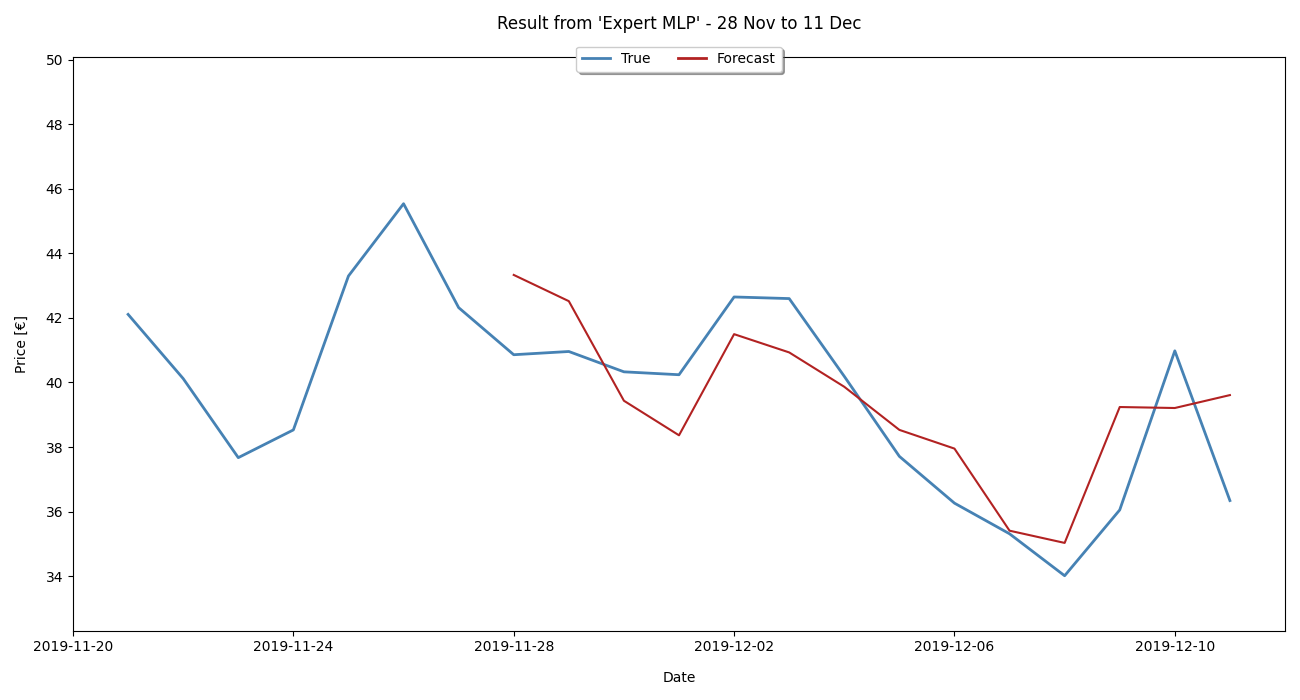 Result from 'Expert MLP' - 28 Nov to 11 Dec
True Forecast
50
48
46
44
42
40
38
36
34
Price [€]
2019-11-20 2019-11-24 2019-11-28 2019-12-02 2019-12-06 2019-12-10
Date